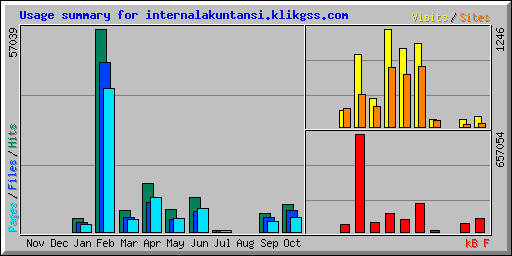 Usage summary for internalakuntansi.klikgss.com
Visits/Sites
57039
1246
657054
Pages/Files/Hits
Nov Dec Jan Feb Mar Apr May Jun Jul Aug Sep Oct
kB F